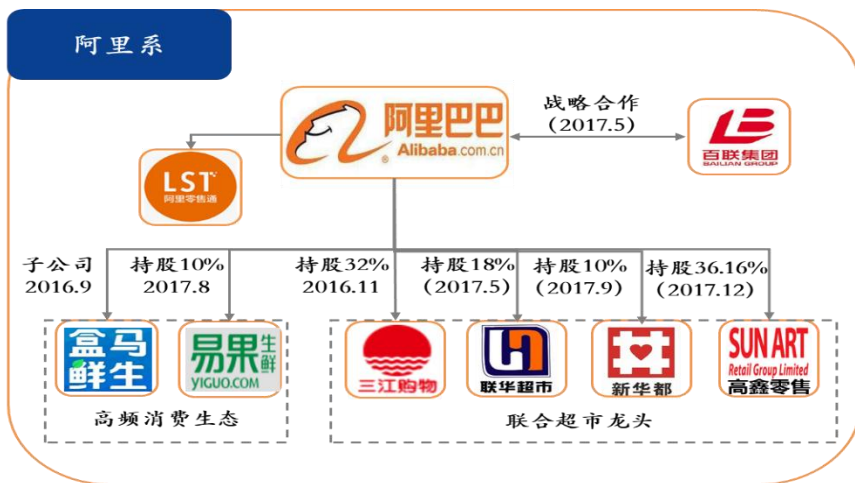 阿里系
阿里巴巴
Alibaba.com.cn
战略合作
(2017.5)
百联集团
BAILIAN GROUP
LST
阿里零售通
子公司
2016.9
持股10%
2017.8
持股32%
2016.11
持股18%
(2017.5)
持股10%
(2017.9)
持股36.16%
(2017.12)
盒马
鲜生
易果生鲜
YIGUO.COM
三江购物
联华超市
新华都
SUN ART
Retail Group Limited
高鑫零售
高频消费生态
联合超市龙头